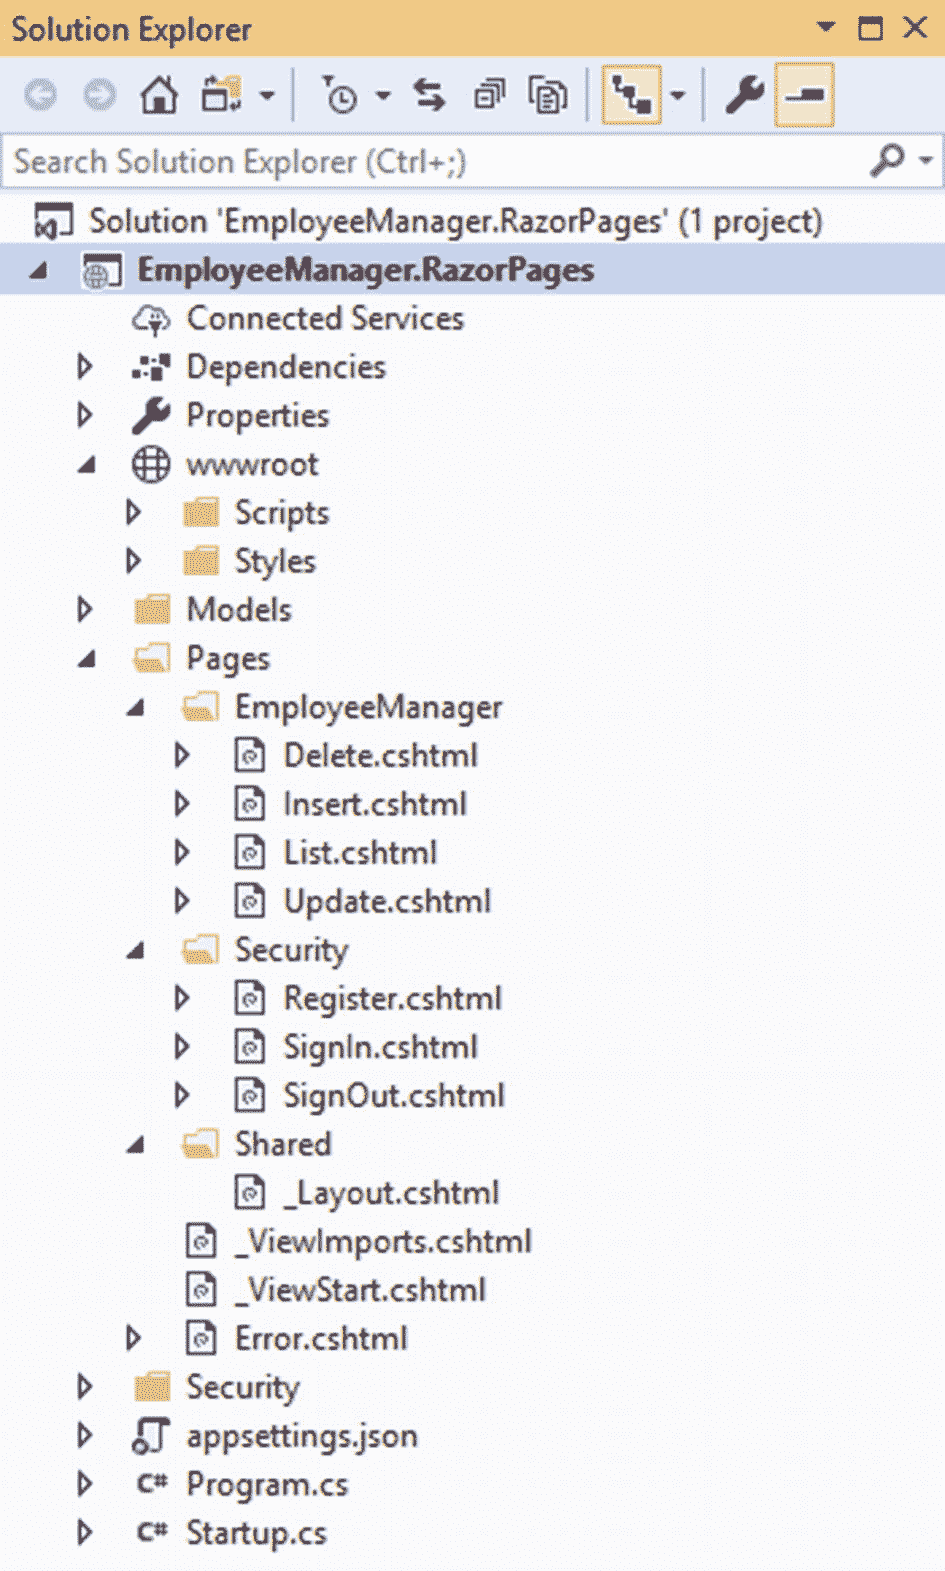 Solution Explorer
Search Solution Explorer (Ctrl+;)
Solution 'EmployeeManager.RazorPages' (1 project)
EmployeeManager.RazorPages
Connected Services
Dependencies
Properties
wwwroot
Scripts
Styles
Models
Pages
EmployeeManager
Delete.cshtml
Insert.cshtml
List.cshtml
Update.cshtml
Security
Register.cshtml
SignIn.cshtml
SignOut.cshtml
Shared
_Layout.cshtml
_ViewImports.cshtml
_ViewStart.cshtml
Error.cshtml
Security
appsettings.json
C# Program.cs
C# Startup.cs